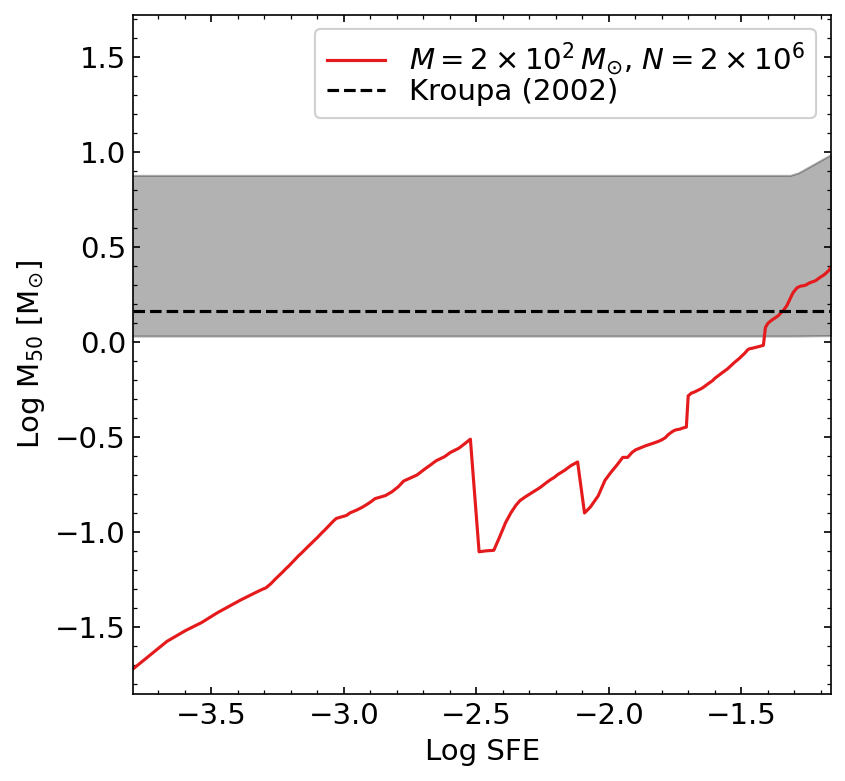 M = 2 × 10² M⊙, N = 2 × 10⁶
Kroupa (2002)
1.5
1.0
0.5
0.0
−0.5
−1.0
−1.5
Log M₅₀ [M⊙]
−3.5 −3.0 −2.5 −2.0 −1.5
Log SFE